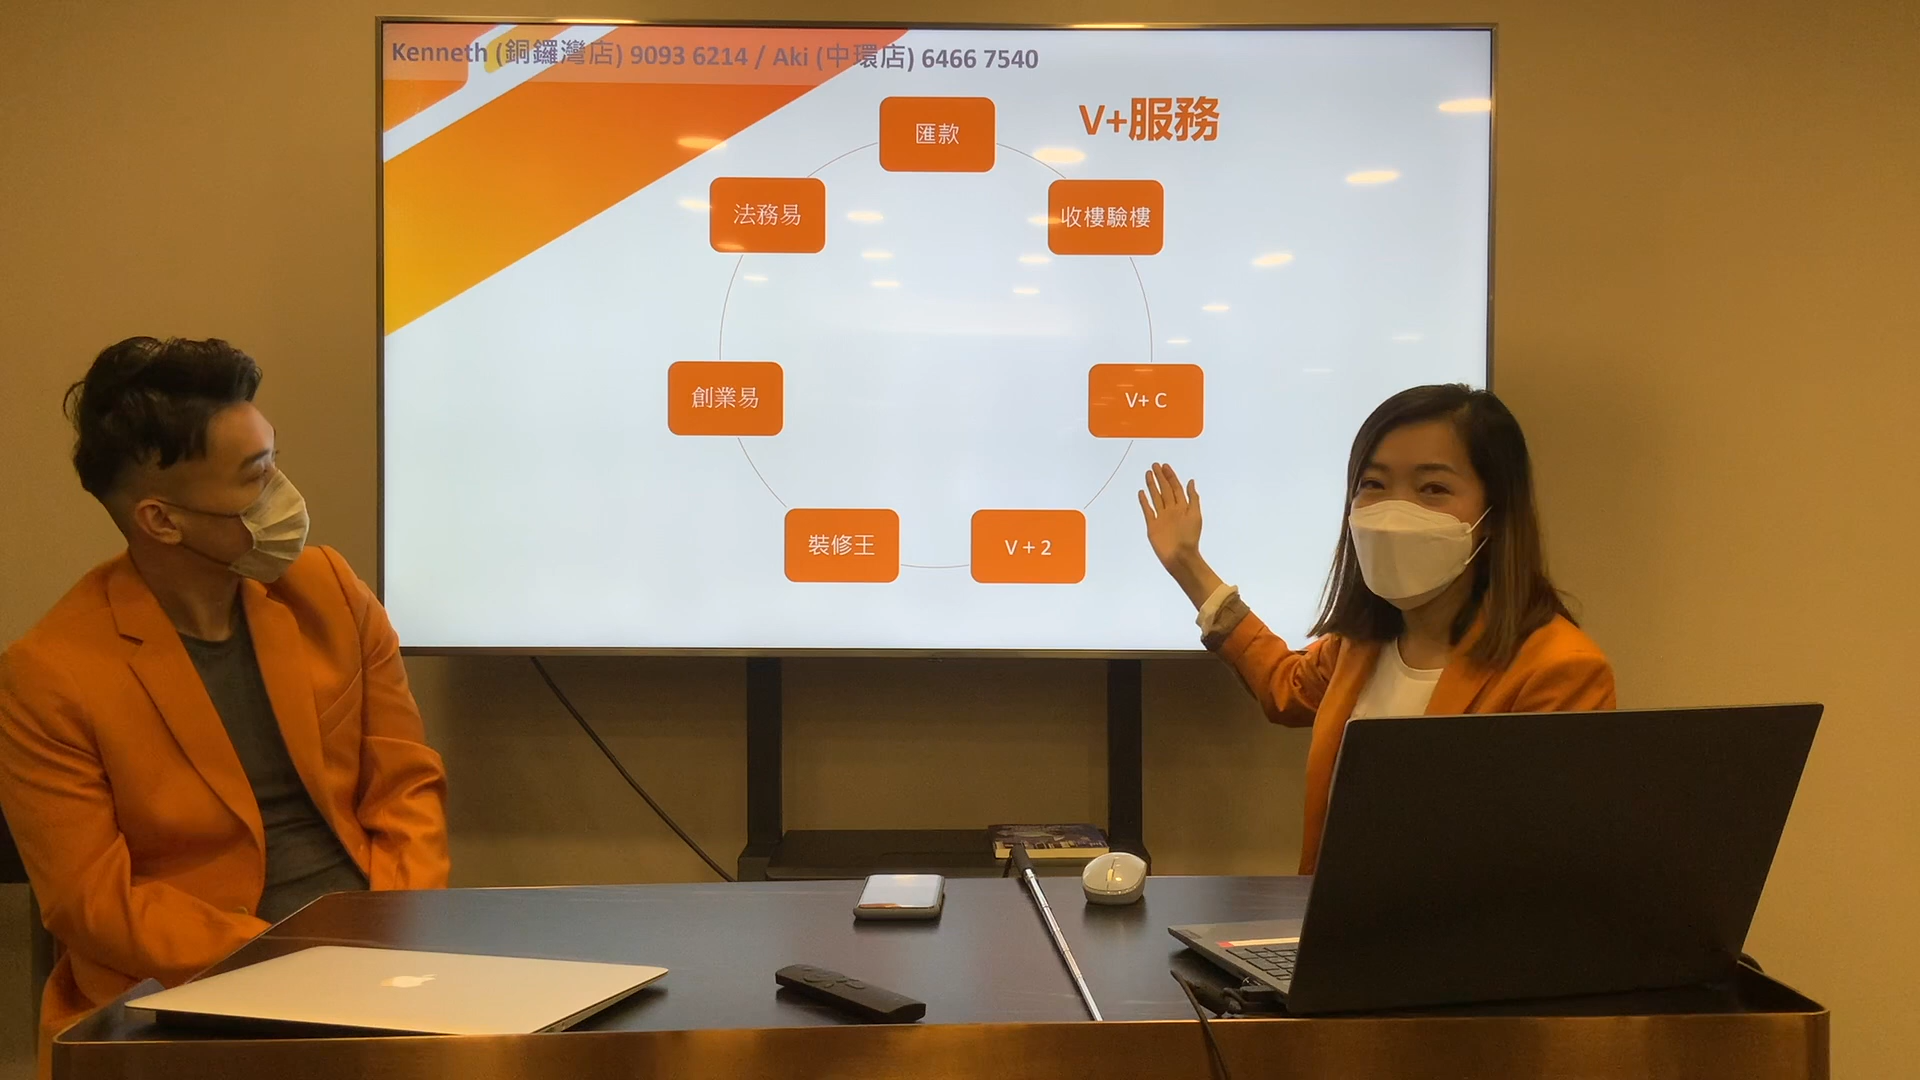 Kenneth (銅鑼灣店) 9093 6214 / Aki (中環店) 6466 7540
V+服務
匯款
收樓驗樓
V+ C
V + 2
裝修王
創業易
法務易